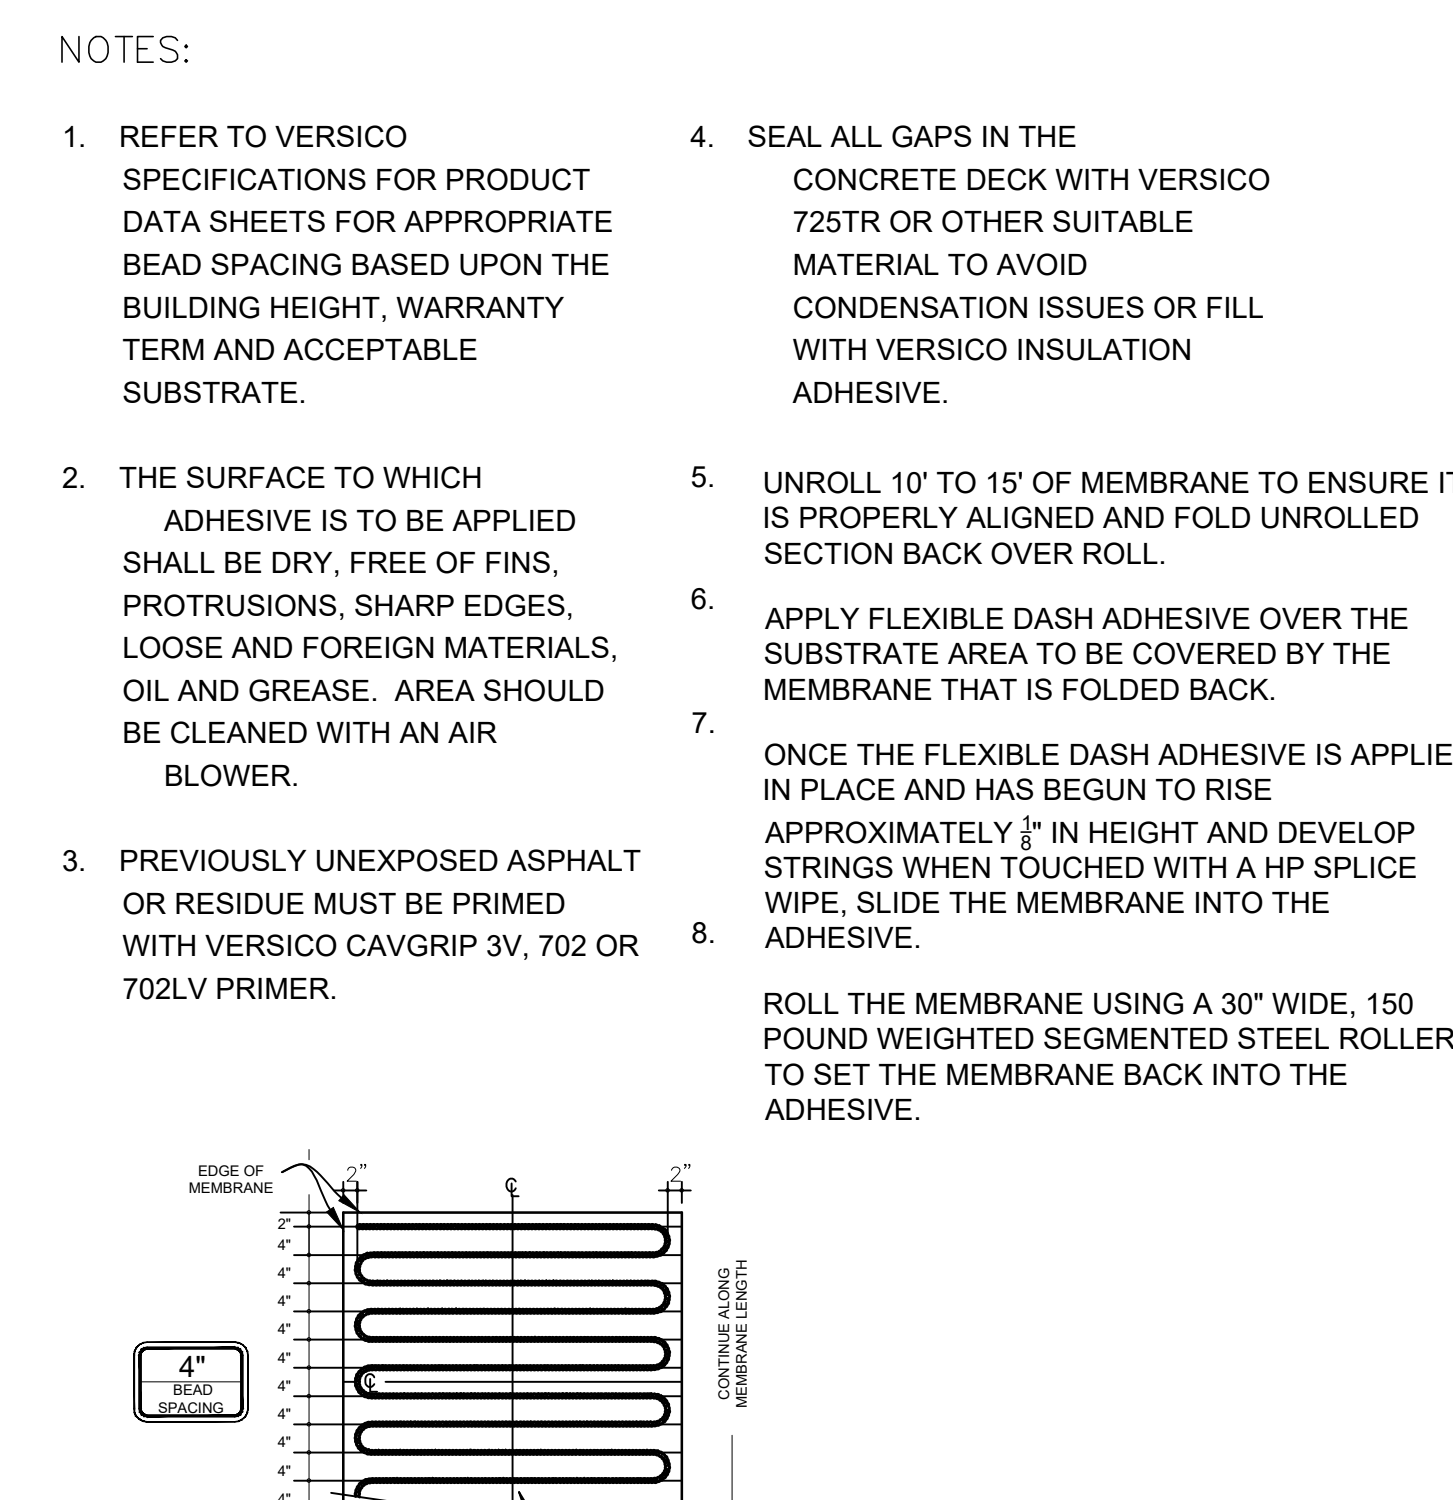 NOTES:
1. REFER TO VERSICO
SPECIFICATIONS FOR PRODUCT
DATA SHEETS FOR APPROPRIATE
BEAD SPACING BASED UPON THE
BUILDING HEIGHT, WARRANTY
TERM AND ACCEPTABLE
SUBSTRATE.
2. THE SURFACE TO WHICH
ADHESIVE IS TO BE APPLIED
SHALL BE DRY, FREE OF FINS,
PROTRUSIONS, SHARP EDGES,
LOOSE AND FOREIGN MATERIALS,
OIL AND GREASE. AREA SHOULD
BE CLEANED WITH AN AIR
BLOWER.
3. PREVIOUSLY UNEXPOSED ASPHALT
OR RESIDUE MUST BE PRIMED
WITH VERSICO CAVGRIP 3V, 702 OR
702LV PRIMER.
4. SEAL ALL GAPS IN THE
CONCRETE DECK WITH VERSICO
725TR OR OTHER SUITABLE
MATERIAL TO AVOID
CONDENSATION ISSUES OR FILL
WITH VERSICO INSULATION
ADHESIVE.
5. UNROLL 10' TO 15' OF MEMBRANE TO ENSURE IT
IS PROPERLY ALIGNED AND FOLD UNROLLED
SECTION BACK OVER ROLL.
6. APPLY FLEXIBLE DASH ADHESIVE OVER THE
SUBSTRATE AREA TO BE COVERED BY THE
MEMBRANE THAT IS FOLDED BACK.
7. ONCE THE FLEXIBLE DASH ADHESIVE IS APPLIE
IN PLACE AND HAS BEGUN TO RISE
APPROXIMATELY 1/8" IN HEIGHT AND DEVELOP
STRINGS WHEN TOUCHED WITH A HP SPLICE
WIPE, SLIDE THE MEMBRANE INTO THE
ADHESIVE.
8. ROLL THE MEMBRANE USING A 30" WIDE, 150
POUND WEIGHTED SEGMENTED STEEL ROLLER
TO SET THE MEMBRANE BACK INTO THE
ADHESIVE.
EDGE OF
MEMBRANE
2"
℄
2"
2"
4"
4"
4"
4"
4"
4"
4"
4"
4"
4"
℄
4"
BEAD
SPACING
CONTINUE ALONG
MEMBRANE LENGTH